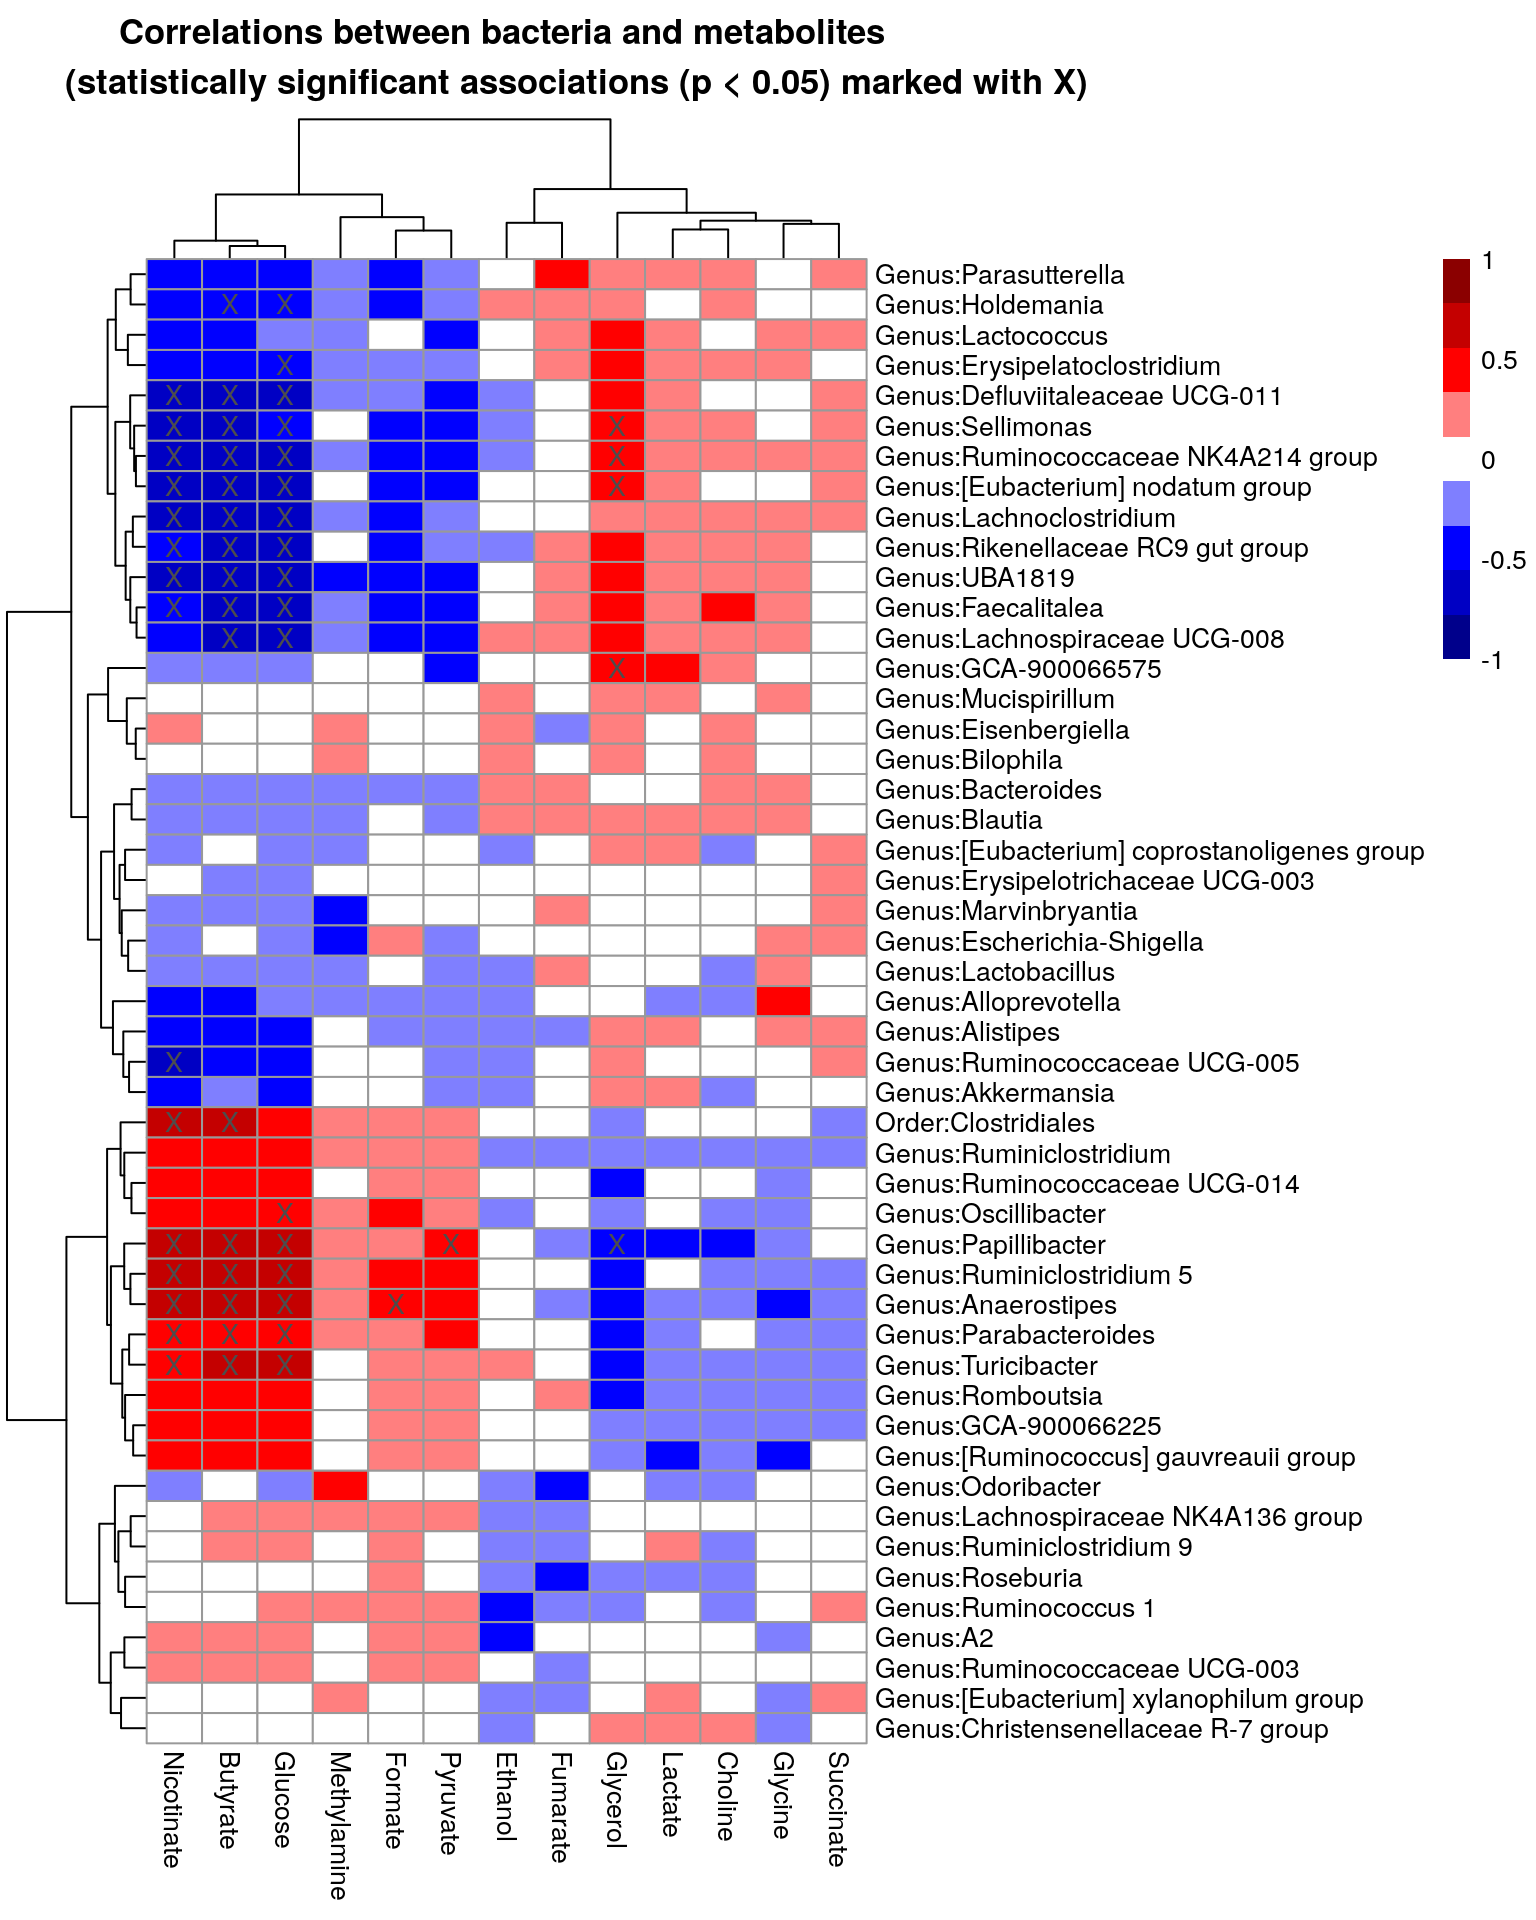 Correlations between bacteria and metabolites
(statistically significant associations (p < 0.05) marked with X)
1
0.5
0
-0.5
-1
Genus:Parasutterella
X X Genus:Holdemania
Genus:Lactococcus
X Genus:Erysipelatoclostridium
X X X Genus:Defluviitaleaceae UCG-011
X X X X Genus:Sellimonas
X X X X Genus:Ruminococcaceae NK4A214 group
X X X X Genus:[Eubacterium] nodatum group
X X X Genus:Lachnoclostridium
X X X Genus:Rikenellaceae RC9 gut group
X X X Genus:UBA1819
X X X Genus:Faecalitalea
X X Genus:Lachnospiraceae UCG-008
X Genus:GCA-900066575
Genus:Mucispirillum
Genus:Eisenbergiella
Genus:Bilophila
Genus:Bacteroides
Genus:Blautia
Genus:[Eubacterium] coprostanoligenes group
Genus:Erysipelotrichaceae UCG-003
Genus:Marvinbryantia
Genus:Escherichia-Shigella
Genus:Lactobacillus
Genus:Alloprevotella
Genus:Alistipes
X Genus:Ruminococcaceae UCG-005
Genus:Akkermansia
X X Order:Clostridiales
Genus:Ruminiclostridium
Genus:Ruminococcaceae UCG-014
X Genus:Oscillibacter
X X X X X Genus:Papillibacter
X X X Genus:Ruminiclostridium 5
X X X X Genus:Anaerostipes
X X X Genus:Parabacteroides
X X X Genus:Turicibacter
Genus:Romboutsia
Genus:GCA-900066225
Genus:[Ruminococcus] gauvreauii group
Genus:Odoribacter
Genus:Lachnospiraceae NK4A136 group
Genus:Ruminiclostridium 9
Genus:Roseburia
Genus:Ruminococcus 1
Genus:A2
Genus:Ruminococcaceae UCG-003
Genus:[Eubacterium] xylanophilum group
Genus:Christensenellaceae R-7 group
Nicotinate
Butyrate
Glucose
Methylamine
Formate
Pyruvate
Ethanol
Fumarate
Glycerol
Lactate
Choline
Glycine
Succinate